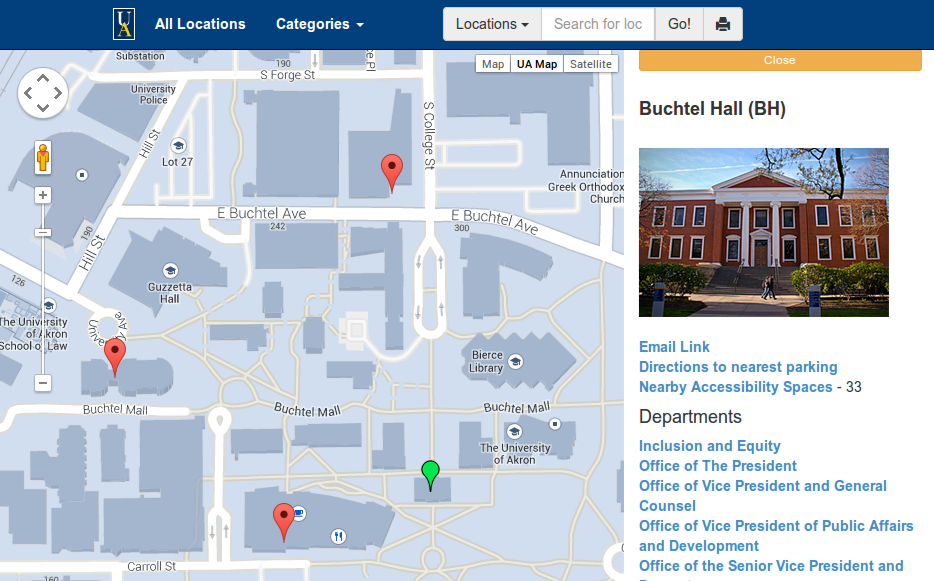 UA
All Locations
Categories
Locations
Search for loc
Go!
Map
UA Map
Satellite
Substation
190
S Forge St
ce Pl
University
Police
Hill St
Lot 27
S College St
Annunciation
Greek Orthodox
Church
E Buchtel Ave
242
E Buchtel Ave
300
190
Hill St
126
Guzzetta
Hall
The University
of Akron
School of Law
University Ave
Bierce
Library
Buchtel Mall
Buchtel Mall
Buchtel Mall
The University
of Akron
Carroll St
160
Close
Buchtel Hall (BH)
Email Link
Directions to nearest parking
Nearby Accessibility Spaces - 33
Departments
Inclusion and Equity
Office of The President
Office of Vice President and General
Counsel
Office of Vice President of Public Affairs
and Development
Office of the Senior Vice President and